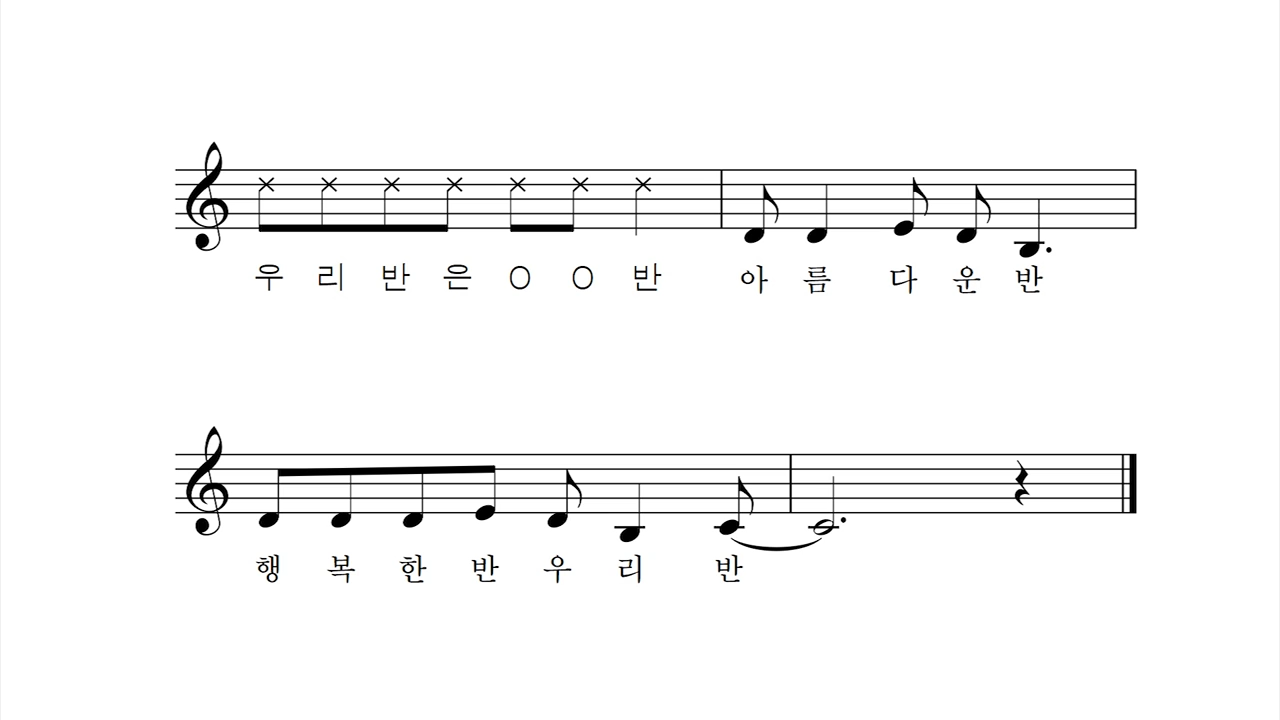 우 리 반 은 ○ ○ 반 아 름 다 운 반
행 복 한 반 우 리 반